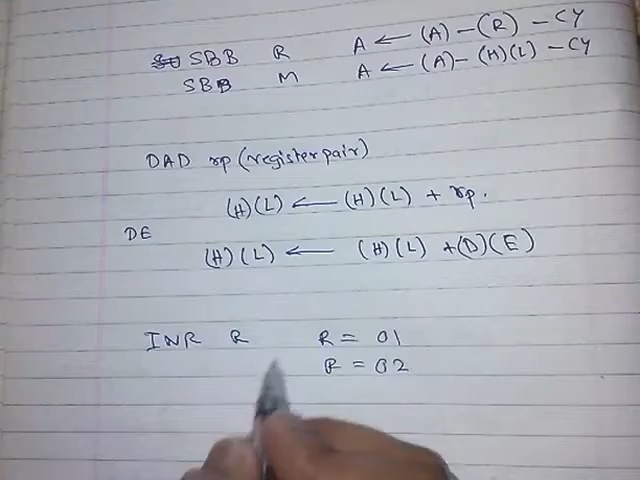 SBB R A ← (A) - (R) - CY
SBB M A ← (A) - (H)(L) - CY
DAD rp (register pair)
(H)(L) ← (H)(L) + rp.
DE
(H)(L) ← (H)(L) + (D)(E)
INR R R = 01
R = 02